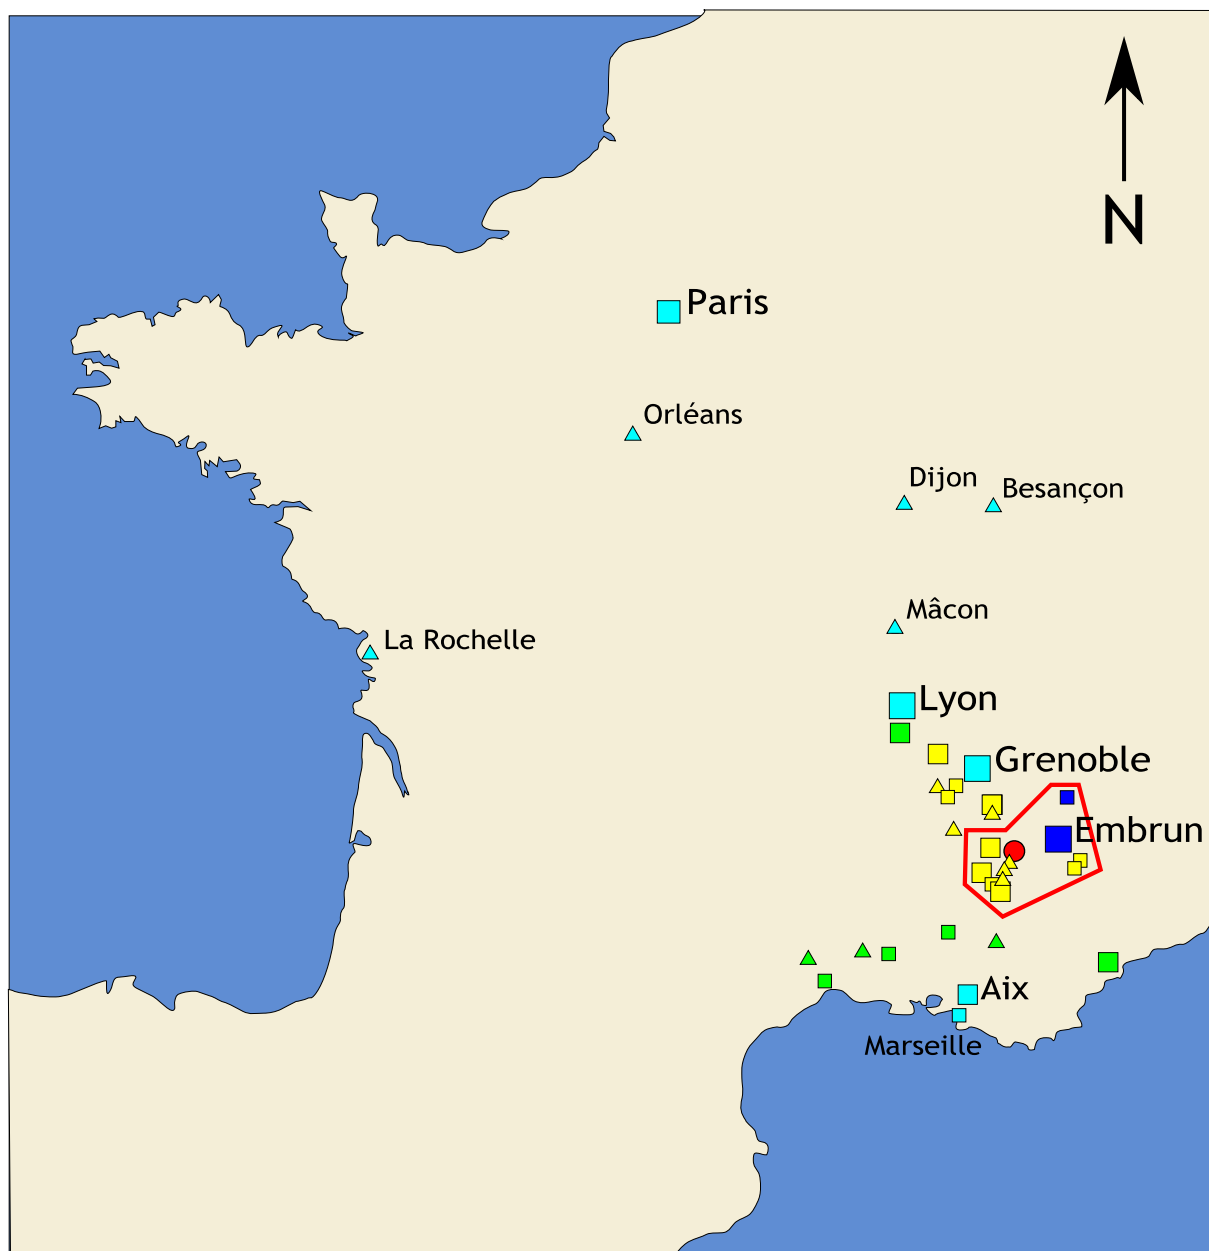 N
Paris
Orléans
Dijon
Besançon
Mâcon
La Rochelle
Lyon
Grenoble
Embrun
Aix
Marseille